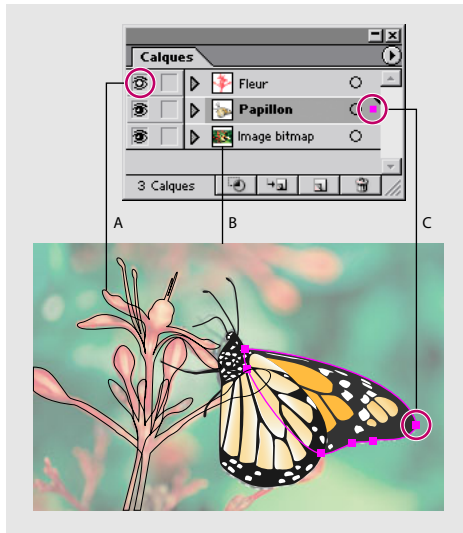 Calques
Fleur
Papillon
Image bitmap
3 Calques
A B C